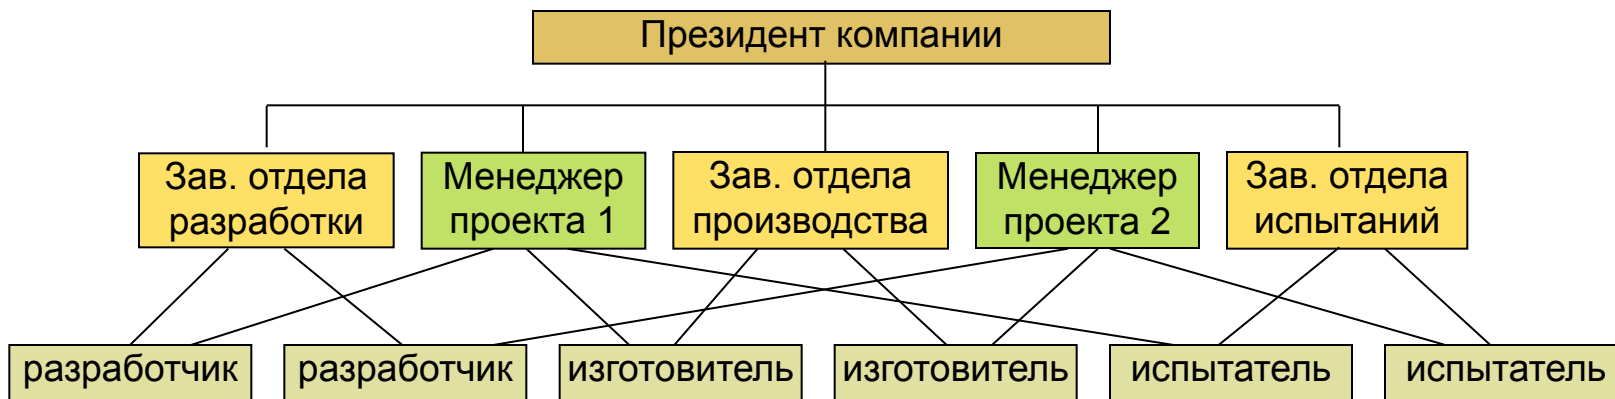 Президент компании
Зав. отдела
разработки
Менеджер
проекта 1
Зав. отдела
производства
Менеджер
проекта 2
Зав. отдела
испытаний
разработчик
разработчик
изготовитель
изготовитель
испытатель
испытатель